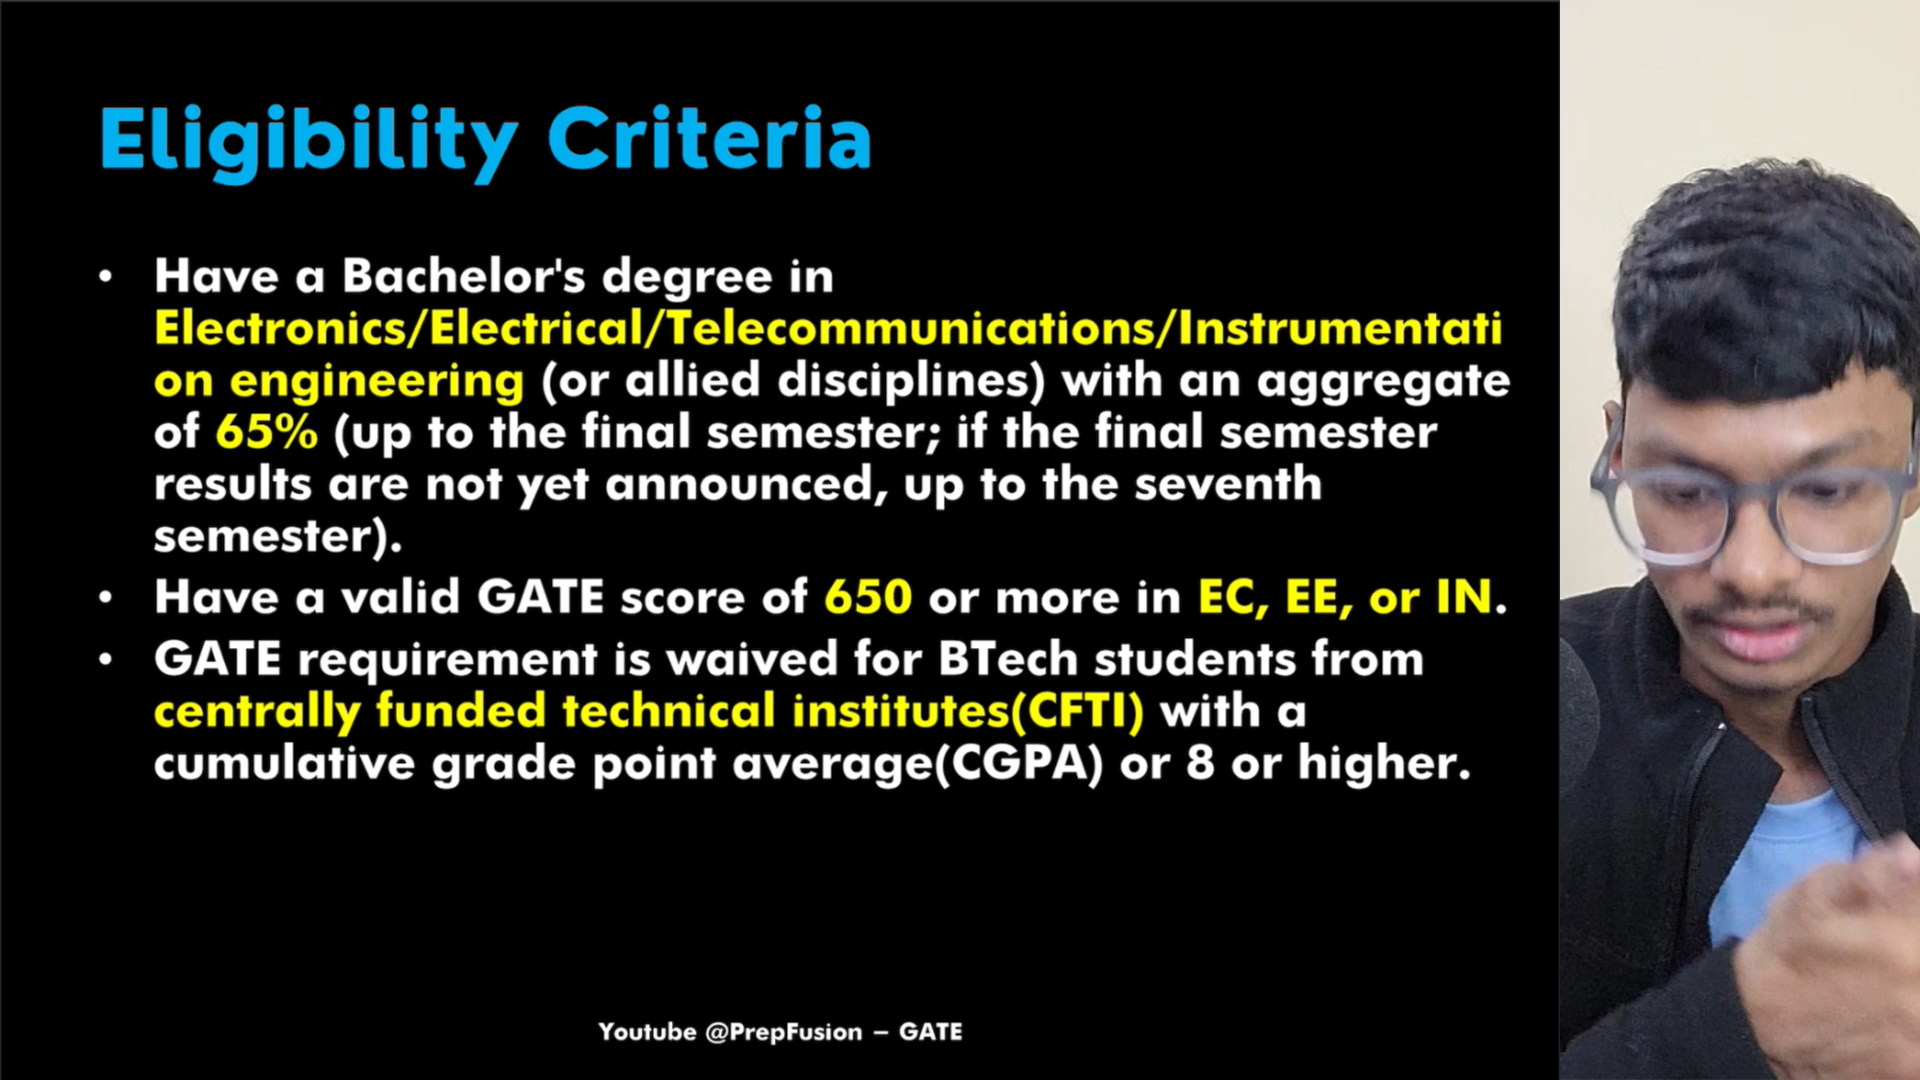 Eligibility Criteria
• Have a Bachelor's degree in
Electronics/Electrical/Telecommunications/Instrumentati
on engineering (or allied disciplines) with an aggregate
of 65% (up to the final semester; if the final semester
results are not yet announced, up to the seventh
semester).
• Have a valid GATE score of 650 or more in EC, EE, or IN.
• GATE requirement is waived for BTech students from
centrally funded technical institutes(CFTI) with a
cumulative grade point average(CGPA) or 8 or higher.
Youtube @PrepFusion – GATE